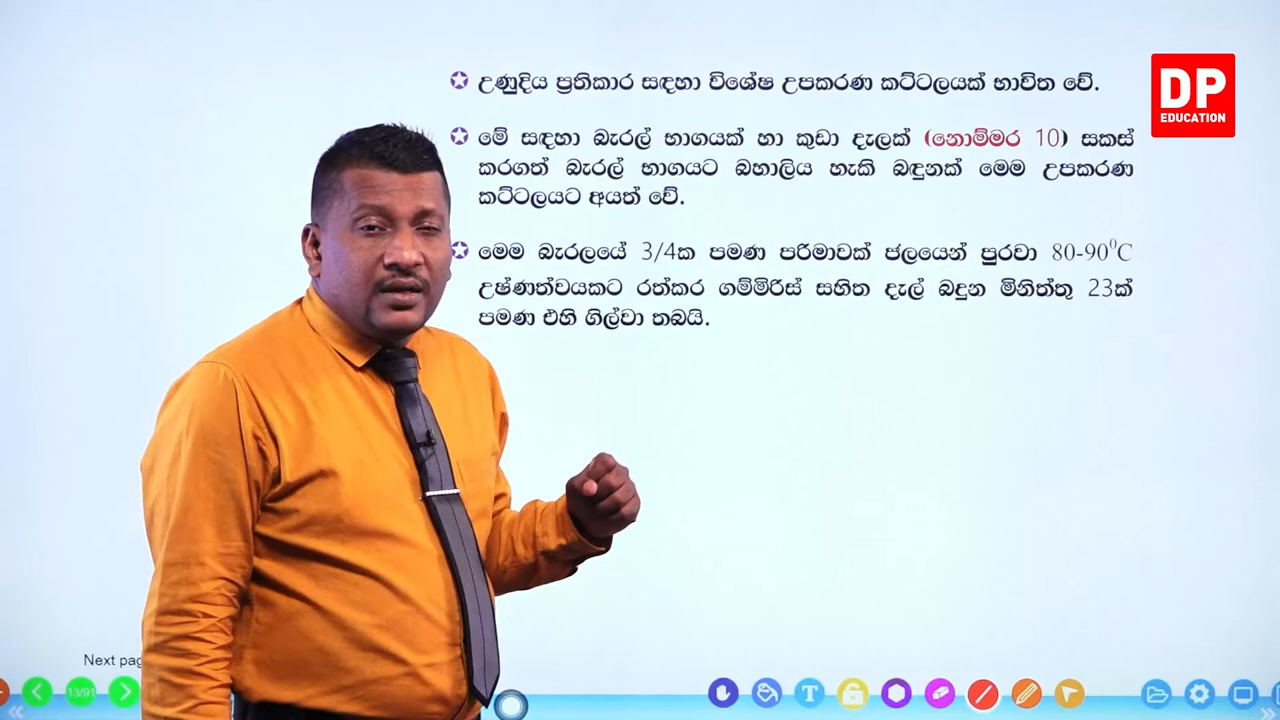 උණුදිය ප්‍රතිකාර සඳහා විශේෂ උපකරණ කට්ටලයක් භාවිත වේ.
DP
EDUCATION
මේ සඳහා බැරල් භාගයක් හා කුඩා දැලක් (නොම්මර 10) සකස්
කරගත් බැරල් භාගයට බහාලිය හැකි බඳුනක් මෙම උපකරණ
කට්ටලයට අයත් වේ.
මෙම බැරලයේ 3/4ක පමණ පරිමාවක් ජලයෙන් පුරවා 80-90⁰C
උෂ්ණත්වයකට රත්කර ගම්මිරිස් සහිත දැල් බඳුන මිනිත්තු 23ක්
පමණ එහි ගිල්වා තබයි.
Next pag
13/91
T